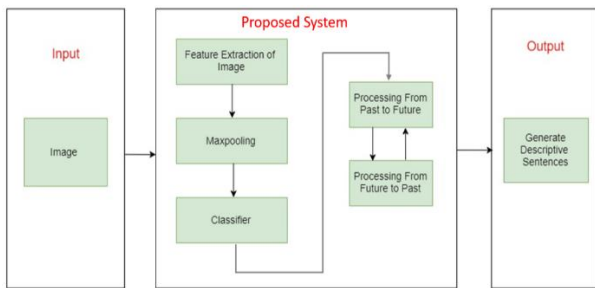 Proposed System
Input
Output
Feature Extraction of
Image
Processing From
Past to Future
Image
Maxpooling
Generate
Descriptive
Sentences
Processing From
Future to Past
Classifier